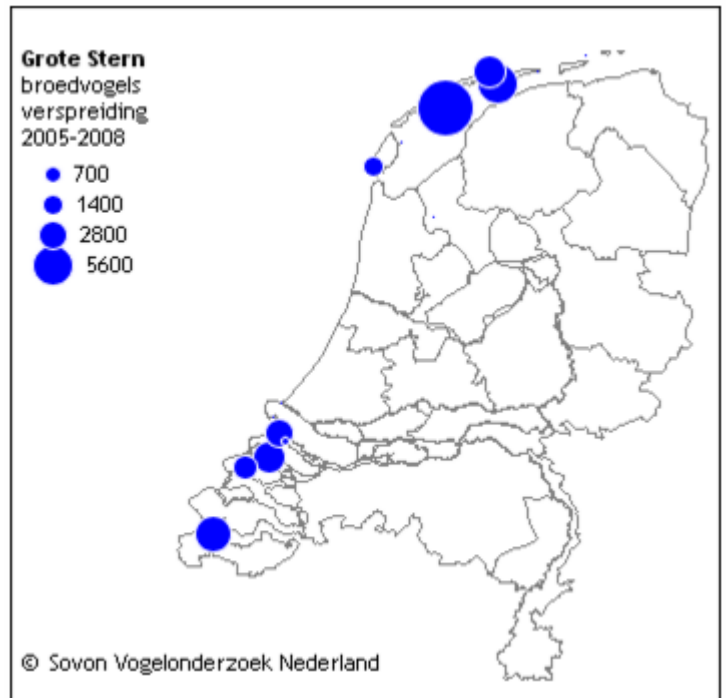 Grote Stern
broedvogels
verspreiding
2005-2008
700
1400
2800
5600
© Sovon Vogelonderzoek Nederland